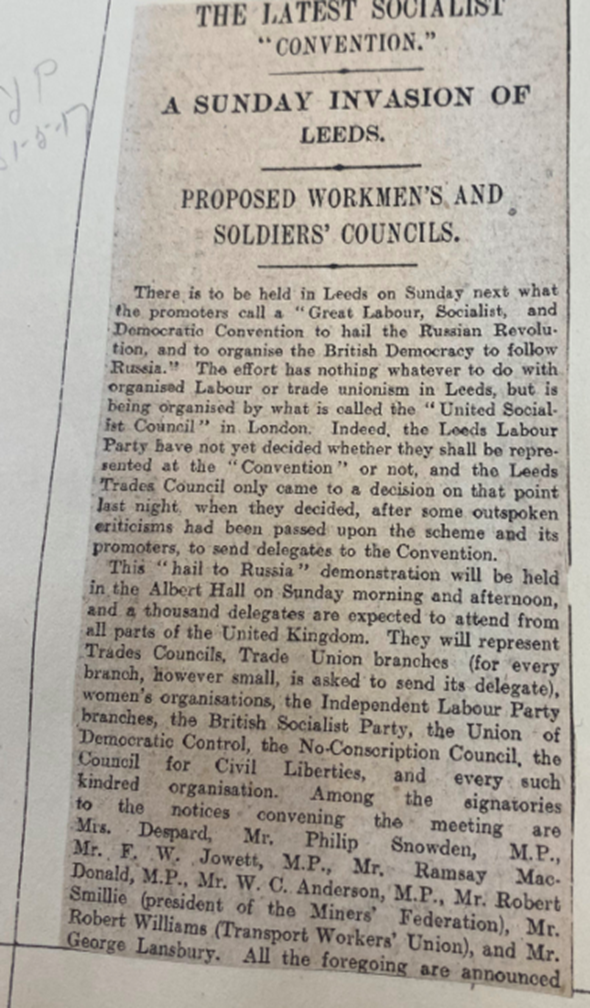 YP
31-5-17
THE LATEST SOCIALIST
"CONVENTION."
A SUNDAY INVASION OF
LEEDS.
PROPOSED WORKMEN'S AND
SOLDIERS' COUNCILS.
There is to be held in Leeds on Sunday next what
the promoters call a "Great Labour, Socialist, and
Democratic Convention to hail the Russian Revolu-
tion, and to organise the British Democracy to follow
Russia." The effort has nothing whatever to do with
organised Labour or trade unionism in Leeds, but is
being organised by what is called the "United Social-
ist Council" in London. Indeed, the Leeds Labour
Party have not yet decided whether they shall be repre-
sented at the "Convention" or not, and the Leeds
Trades Council only came to a decision on that point
last night, when they decided, after some outspoken
criticisms had been passed upon the scheme and its
promoters, to send delegates to the Convention.
This "hail to Russia" demonstration will be held
in the Albert Hall on Sunday morning and afternoon,
and a thousand delegates are expected to attend from
all parts of the United Kingdom. They will represent
Trades Councils, Trade Union branches (for every
branch, however small, is asked to send its delegate),
women's organisations, the Independent Labour Party
branches, the British Socialist Party, the Union of
Democratic Control, the No-Conscription Council, the
Council for Civil Liberties, and every such
kindred organisation. Among the signatories
to the notices convening the meeting are
Mrs. Despard, Mr. Philip Snowden, M.P.,
Mr. F. W. Jowett, M.P., Mr. Ramsay Mac-
Donald, M.P., Mr. W. C. Anderson, M.P., Mr. Robert
Smillie (president of the Miners' Federation), Mr.
Robert Williams (Transport Workers' Union), and Mr.
George Lansbury. All the foregoing are announced